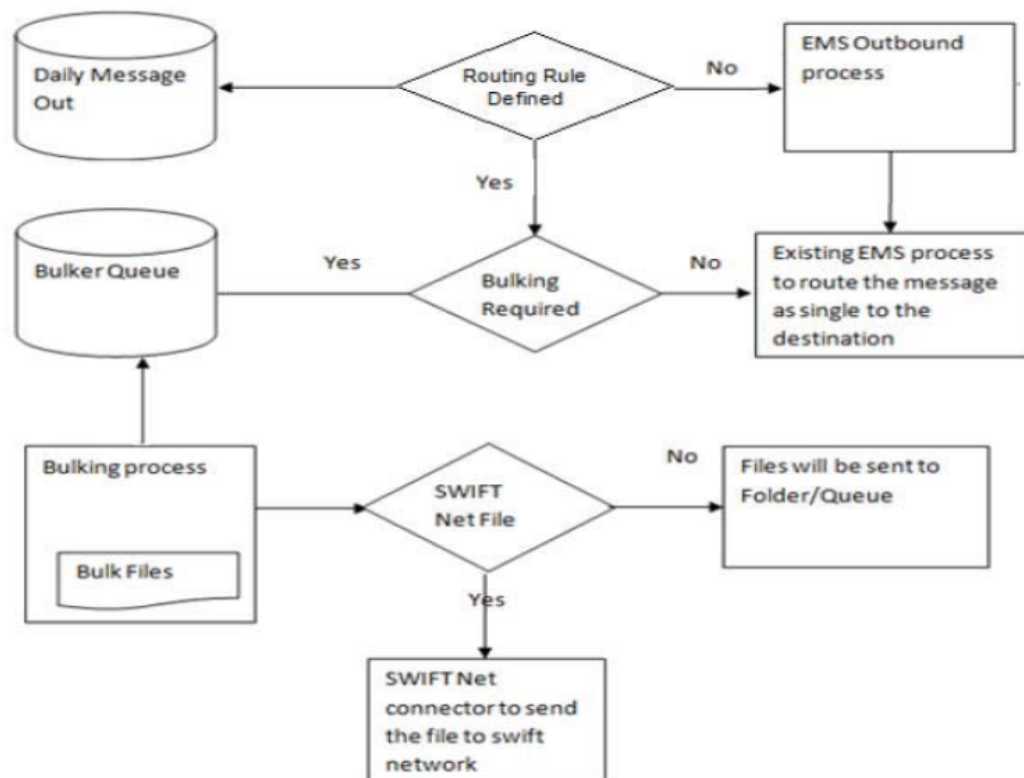 Daily Message
Out
Routing Rule
Defined
No
EMS Outbound
process
Yes
Bulker Queue
Yes
Bulking
Required
No
Existing EMS process
to route the message
as single to the
destination
Bulking process
Bulk Files
SWIFT
Net File
No
Files will be sent to
Folder/Queue
Yes
SWIFT Net
connector to send
the file to swift
network